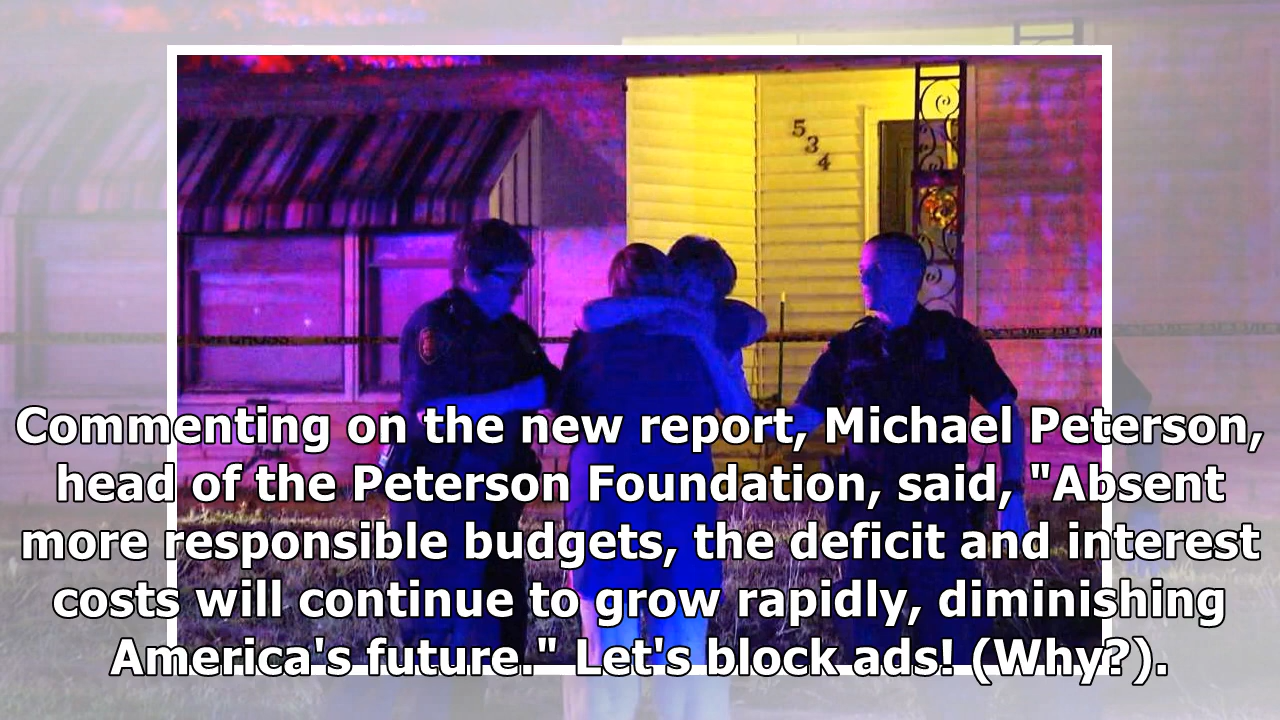 534
Commenting on the new report, Michael Peterson,
head of the Peterson Foundation, said, "Absent
more responsible budgets, the deficit and interest
costs will continue to grow rapidly, diminishing
America's future." Let's block ads! (Why?).